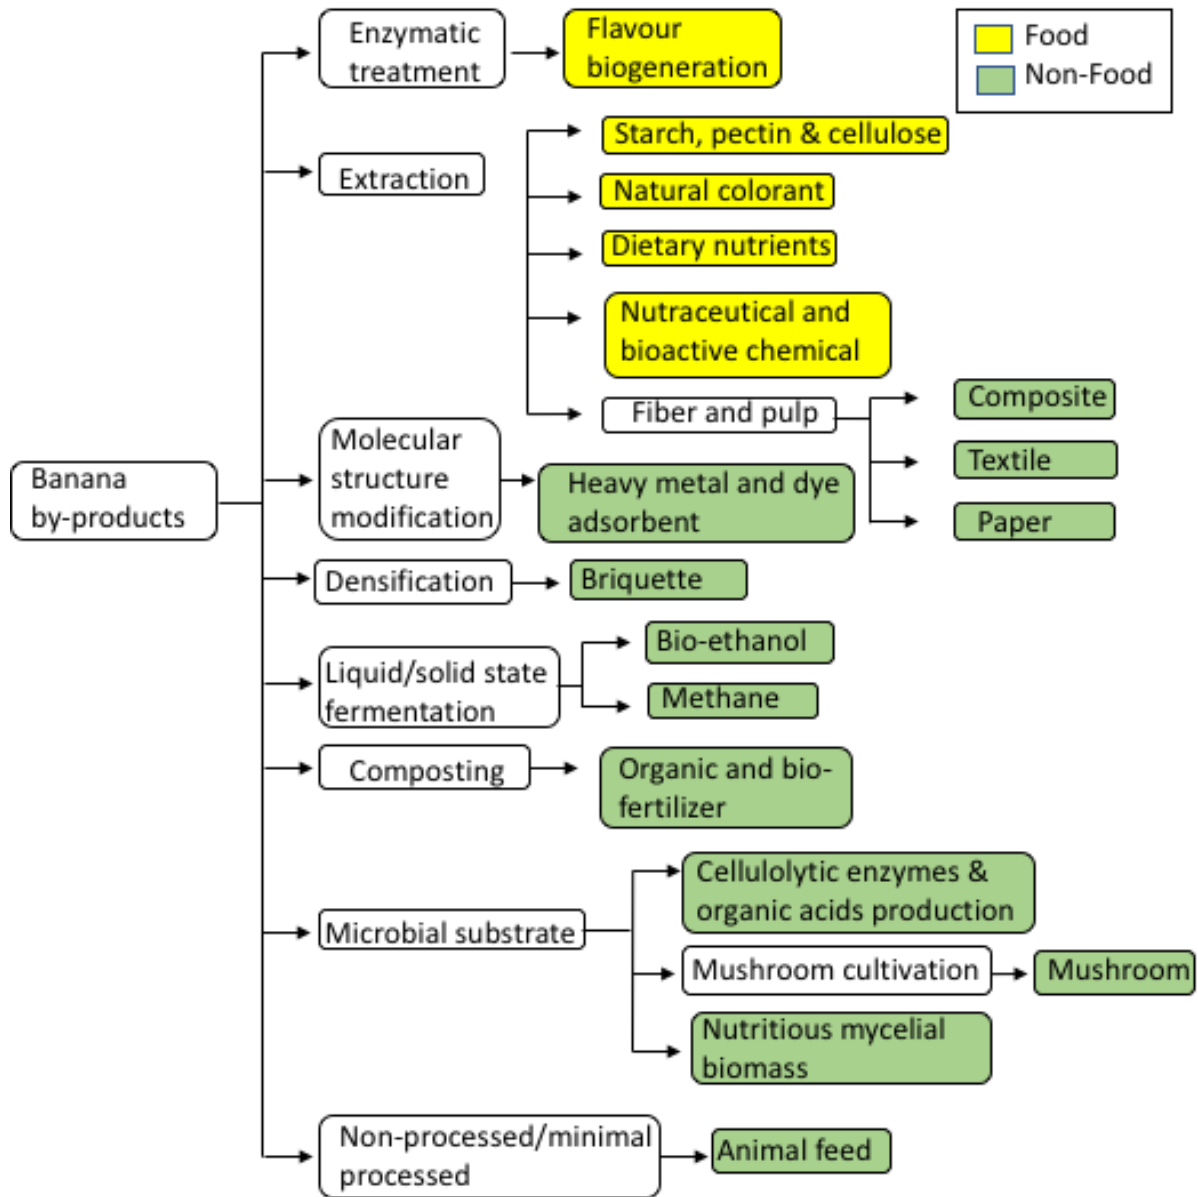 Enzymatic
treatment
Flavour
biogeneration
Food
Non-Food
Extraction
Starch, pectin & cellulose
Natural colorant
Dietary nutrients
Nutraceutical and
bioactive chemical
Fiber and pulp
Composite
Textile
Paper
Banana
by-products
Molecular
structure
modification
Heavy metal and dye
adsorbent
Densification
Briquette
Liquid/solid state
fermentation
Bio-ethanol
Methane
Composting
Organic and bio-
fertilizer
Microbial substrate
Cellulolytic enzymes &
organic acids production
Mushroom cultivation
Mushroom
Nutritious mycelial
biomass
Non-processed/minimal
processed
Animal feed